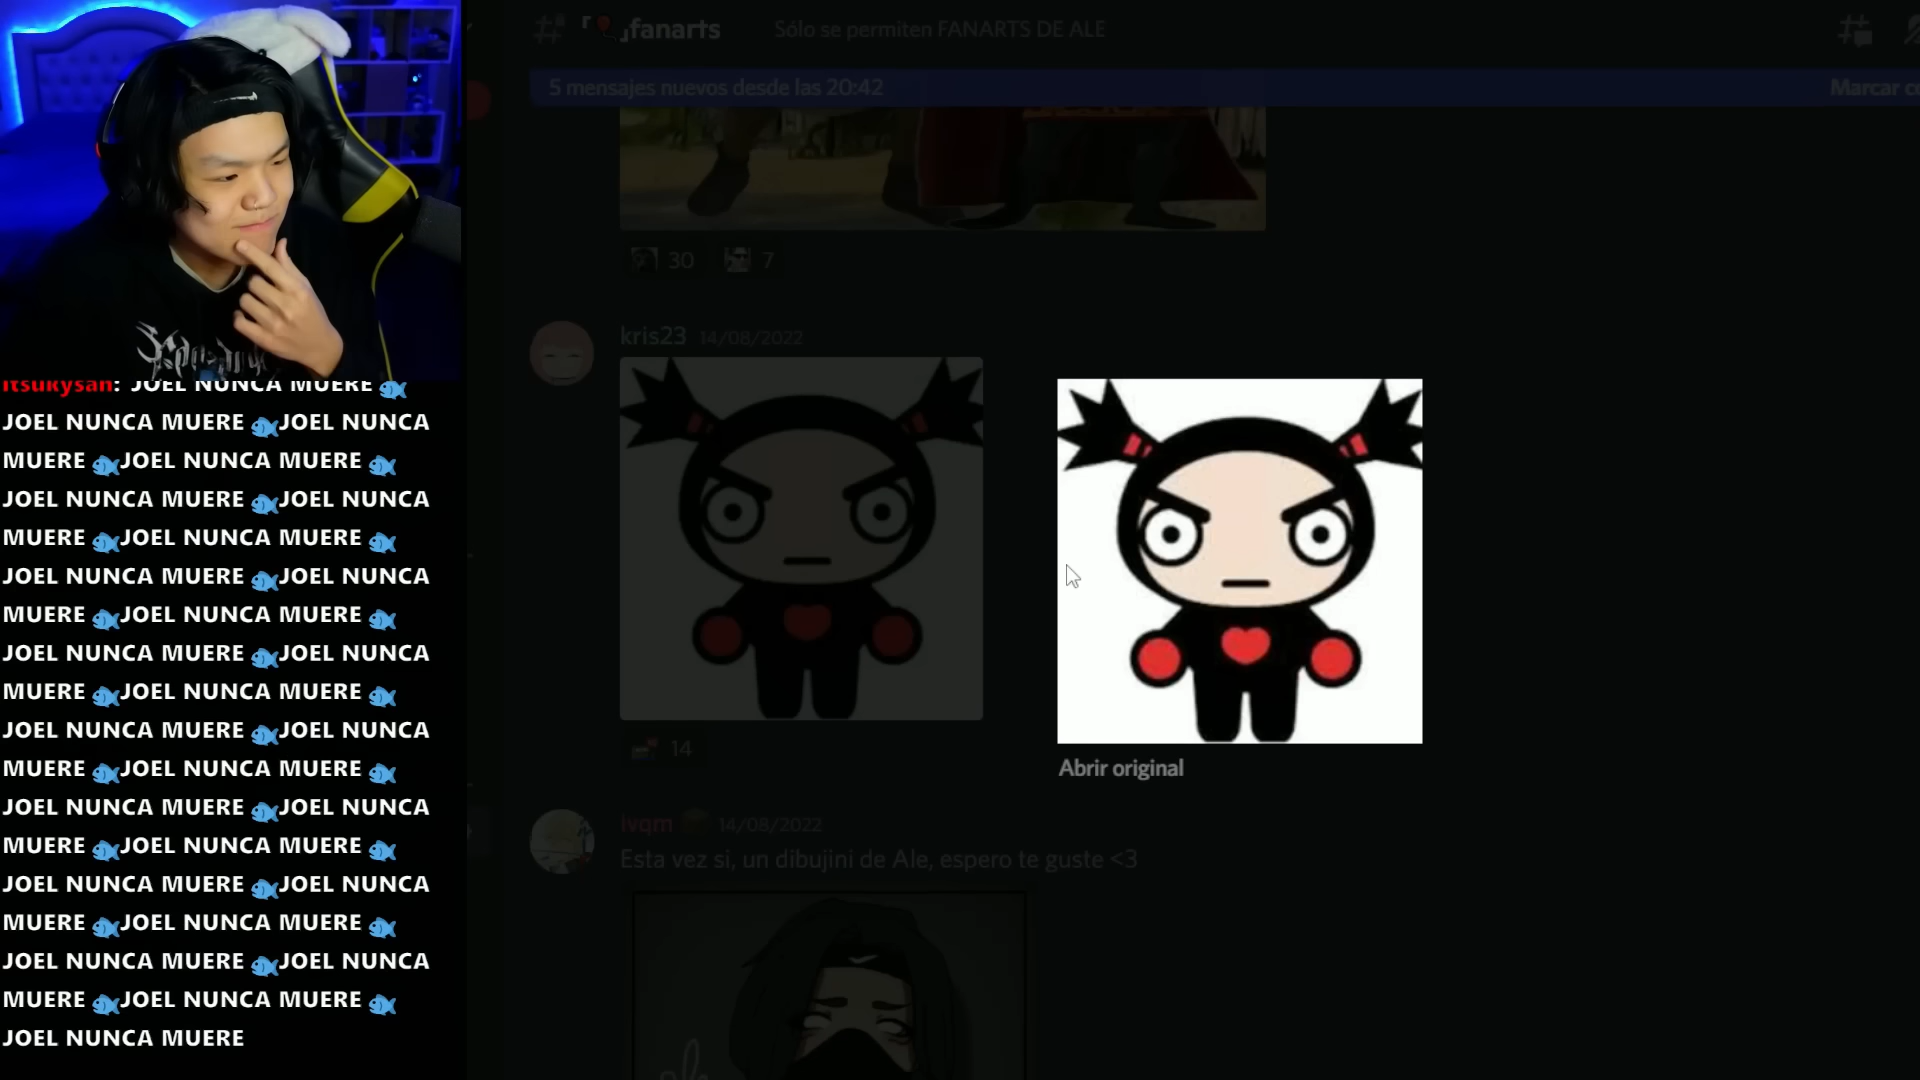 fanarts
Sólo se permiten FANARTS DE ALE
5 mensajes nuevos desde las 20:42
Marcar co
30
7
kris23 14/08/2022
14
Abrir original
ivqm 14/08/2022
Esta vez si, un dibujini de Ale, espero te guste <3
itsukysan: JOEL NUNCA MUERE
JOEL NUNCA MUERE JOEL NUNCA
MUERE JOEL NUNCA MUERE
JOEL NUNCA MUERE JOEL NUNCA
MUERE JOEL NUNCA MUERE
JOEL NUNCA MUERE JOEL NUNCA
MUERE JOEL NUNCA MUERE
JOEL NUNCA MUERE JOEL NUNCA
MUERE JOEL NUNCA MUERE
JOEL NUNCA MUERE JOEL NUNCA
MUERE JOEL NUNCA MUERE
JOEL NUNCA MUERE JOEL NUNCA
MUERE JOEL NUNCA MUERE
JOEL NUNCA MUERE JOEL NUNCA
MUERE JOEL NUNCA MUERE
JOEL NUNCA MUERE JOEL NUNCA
MUERE JOEL NUNCA MUERE
JOEL NUNCA MUERE